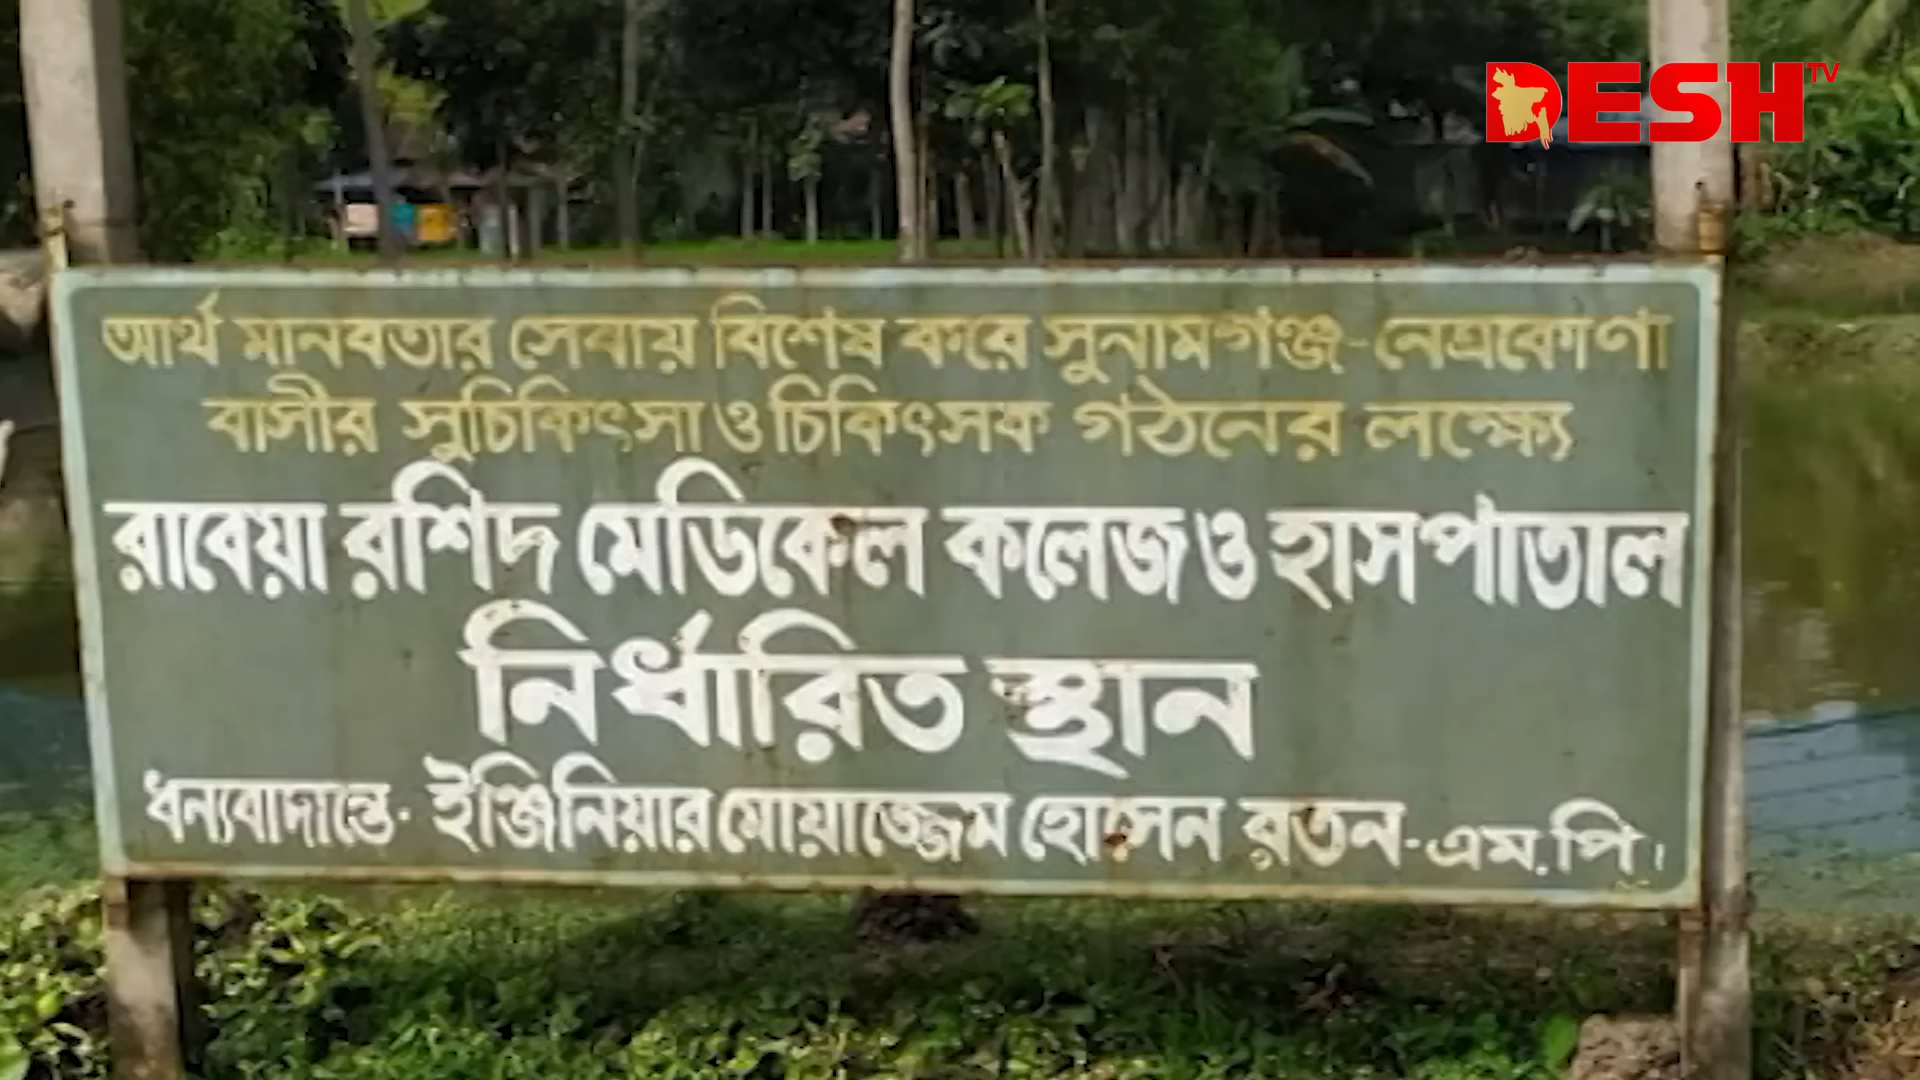 DESH TV
আর্থ মানবতার সেবায় বিশেষ করে সুনামগঞ্জ-নেত্রকোণা
বাসীর সুচিকিৎসা ও চিকিৎসক গঠনের লক্ষ্যে
রাবেয়া রশিদ মেডিকেল কলেজ ও হাসপাতাল
নির্ধারিত স্থান
ধন্যবাদান্তে· ইঞ্জিনিয়ার মোয়াজ্জেম হোসেন রতন-এম.পি।